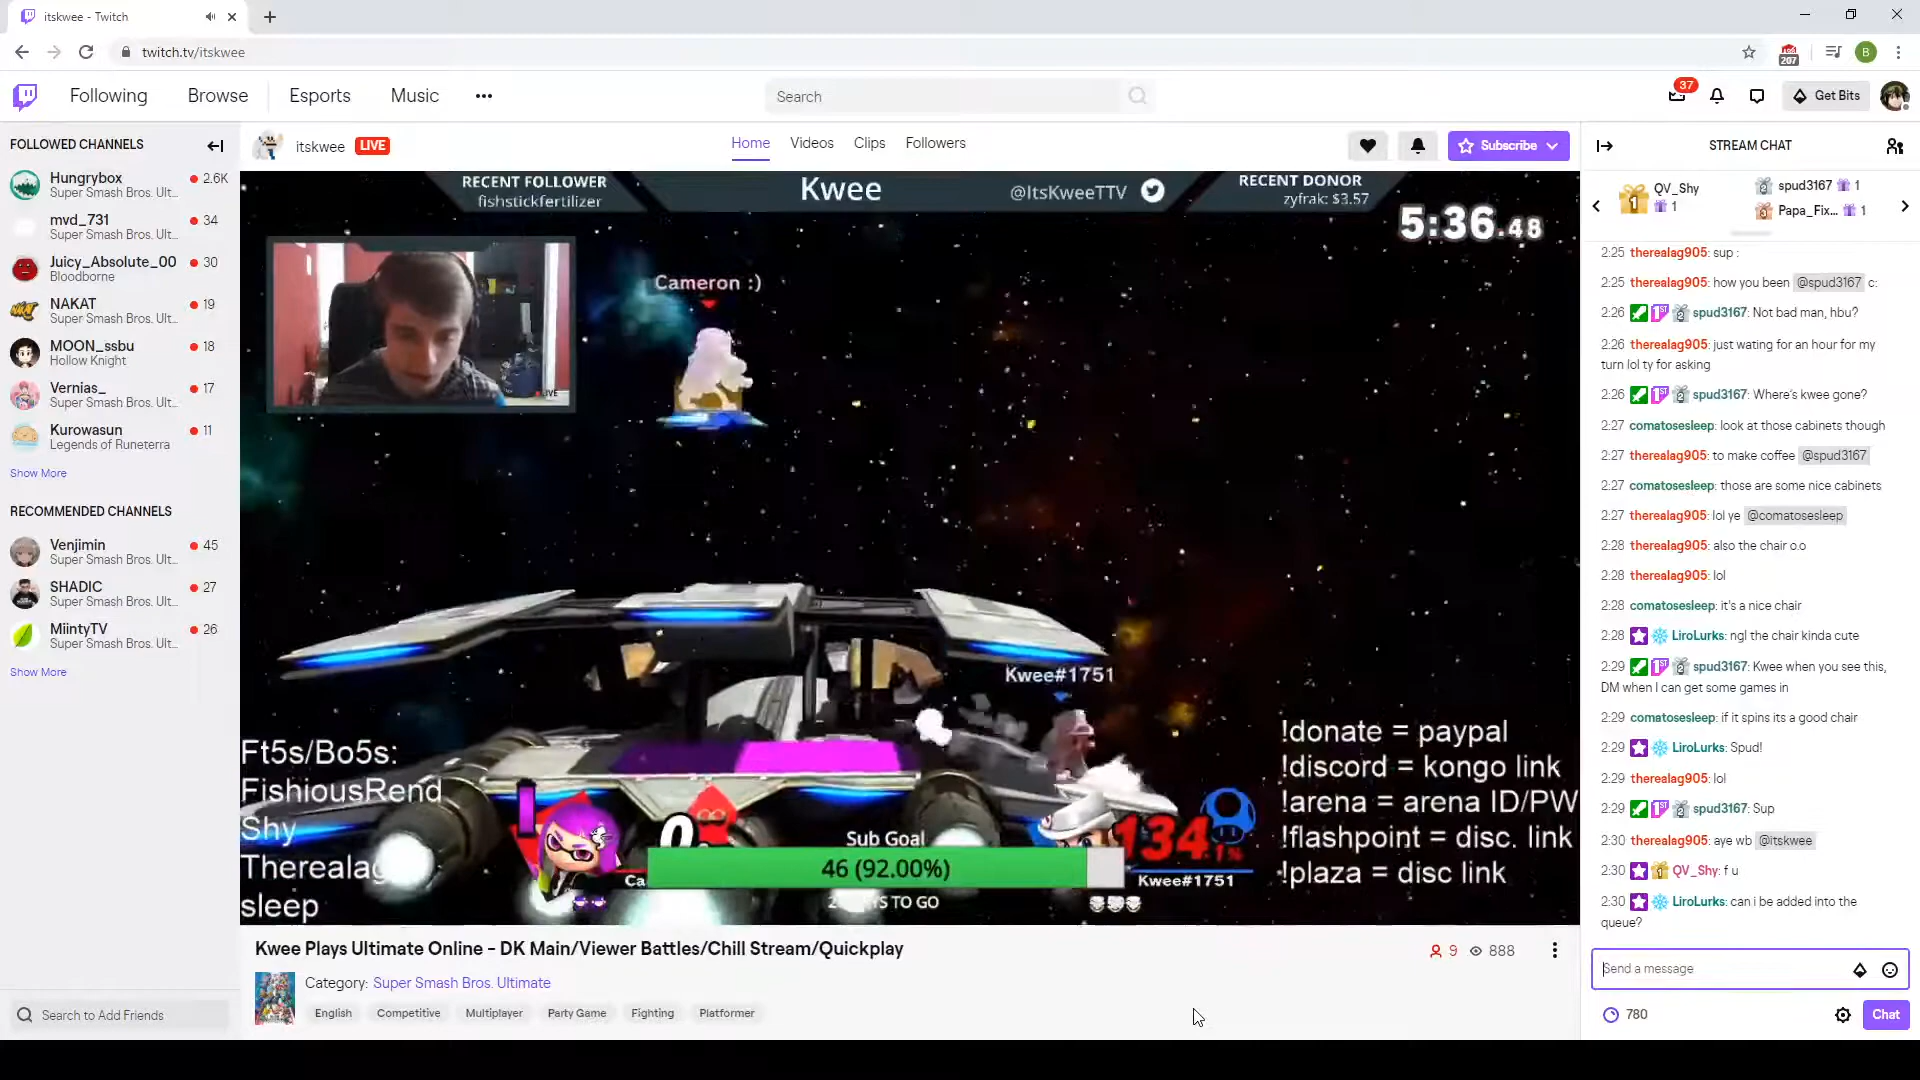 itskwee - Twitch
twitch.tv/itskwee
207
B
Following
Browse
Esports
Music
Search
37
Get Bits
FOLLOWED CHANNELS
Hungrybox
2.6K
Super Smash Bros. Ult...
mvd_731
34
Super Smash Bros. Ult...
Juicy_Absolute_00
30
Bloodborne
NAKAT
19
Super Smash Bros. Ult...
MOON_ssbu
18
Hollow Knight
Vernias_
17
Super Smash Bros. Ult...
Kurowasun
11
Legends of Runeterra
Show More
RECOMMENDED CHANNELS
Venjimin
45
Super Smash Bros. Ult...
SHADIC
27
Super Smash Bros. Ult...
MiintyTV
26
Super Smash Bros. Ult...
Show More
Search to Add Friends
itskwee
LIVE
Home
Videos
Clips
Followers
Subscribe
RECENT FOLLOWER
fishstickfertilizer
Kwee
@ItsKweeTTV
RECENT DONOR
zyfrak: $3.57
5:36.48
Cameron :)
LIVE
Kwee#1751
Ft5s/Bo5s:
FishiousRend
Shy
Therealag
sleep
!donate = paypal
!discord = kongo link
!arena = arena ID/PW
!flashpoint = disc. link
!plaza = disc link
Sub Goal
46 (92.00%)
TO GO
134.1%
Kwee#1751
Kwee Plays Ultimate Online - DK Main/Viewer Battles/Chill Stream/Quickplay
9
888
Category: Super Smash Bros. Ultimate
English
Competitive
Multiplayer
Party Game
Fighting
Platformer
STREAM CHAT
QV_Shy
1
spud3167 1
Papa_Fix... 1
2:25 therealag905: sup :
2:25 therealag905: how you been @spud3167 c:
2:26 spud3167: Not bad man, hbu?
2:26 therealag905: just wating for an hour for my
turn lol ty for asking
2:26 spud3167: Where's kwee gone?
2:27 comatosesleep: look at those cabinets though
2:27 therealag905: to make coffee @spud3167
2:27 comatosesleep: those are some nice cabinets
2:27 therealag905: lol ye @comatosesleep
2:28 therealag905: also the chair o.o
2:28 therealag905: lol
2:28 comatosesleep: it's a nice chair
2:28 LiroLurks: ngl the chair kinda cute
2:29 spud3167: Kwee when you see this,
DM when I can get some games in
2:29 comatosesleep: if it spins its a good chair
2:29 LiroLurks: Spud!
2:29 therealag905: lol
2:29 spud3167: Sup
2:30 therealag905: aye wb @itskwee
2:30 QV_Shy: f u
2:30 LiroLurks: can i be added into the
queue?
Send a message
780
Chat